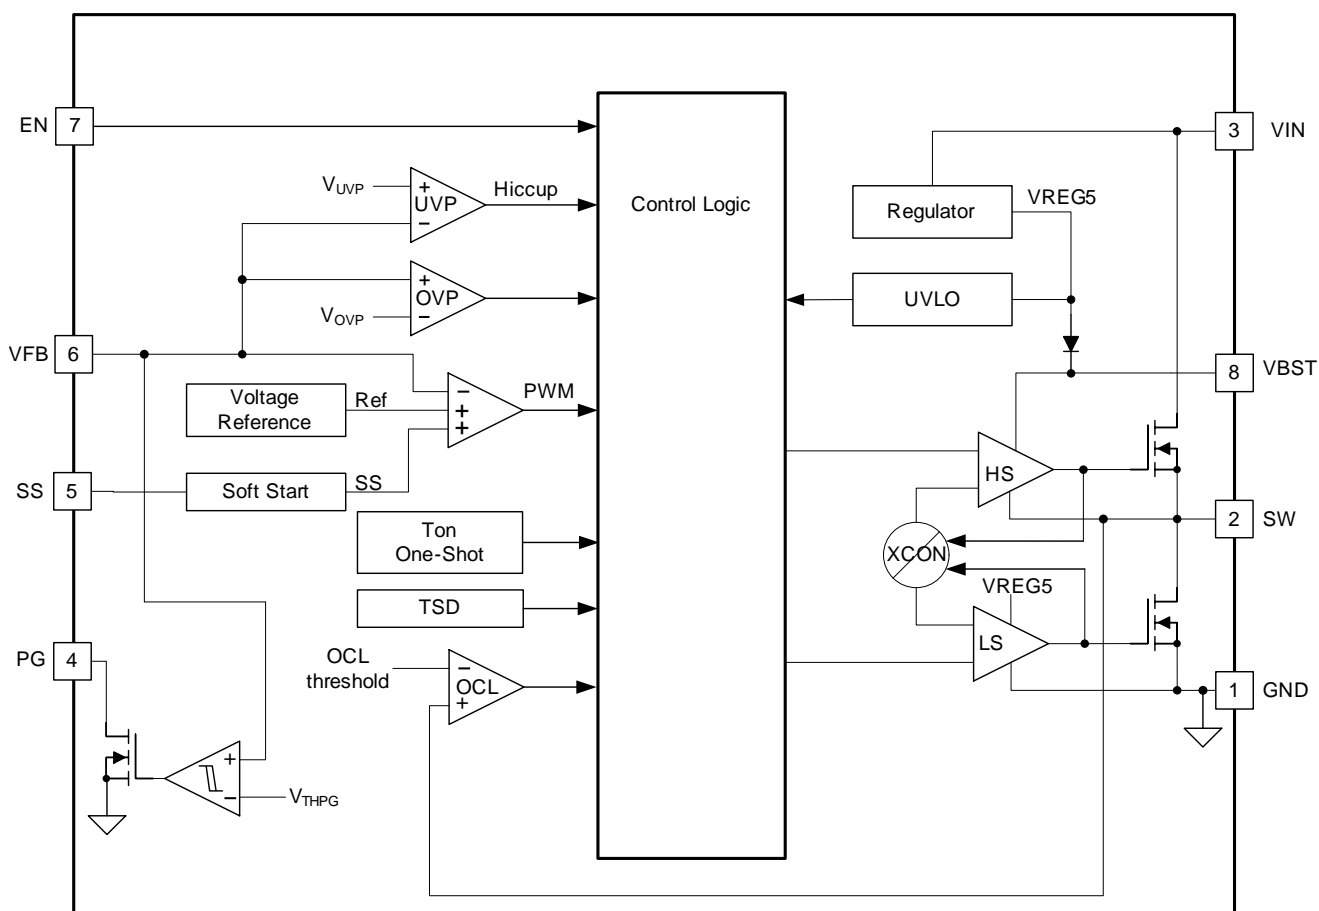 EN
7
3
VIN
VUVP
+
UVP
−
Hiccup
Control Logic
Regulator
VREG5
+
OVP
−
VOVP
UVLO
VFB
6
8
VBST
Voltage
Reference
Ref
−
+
+
PWM
SS
5
Soft Start
SS
HS
2
SW
Ton
One-Shot
XCON
TSD
VREG5
LS
PG
4
OCL
threshold
−
OCL
+
1
GND
+
−
VTHPG